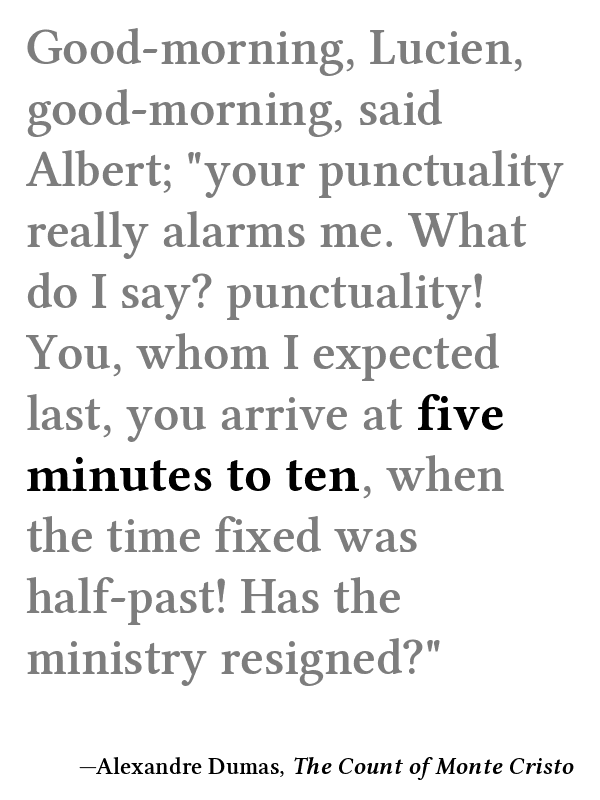 Good-morning, Lucien,
good-morning, said
Albert; "your punctuality
really alarms me. What
do I say? punctuality!
You, whom I expected
last, you arrive at five
minutes to ten, when
the time fixed was
half-past! Has the
ministry resigned?"
—Alexandre Dumas, The Count of Monte Cristo